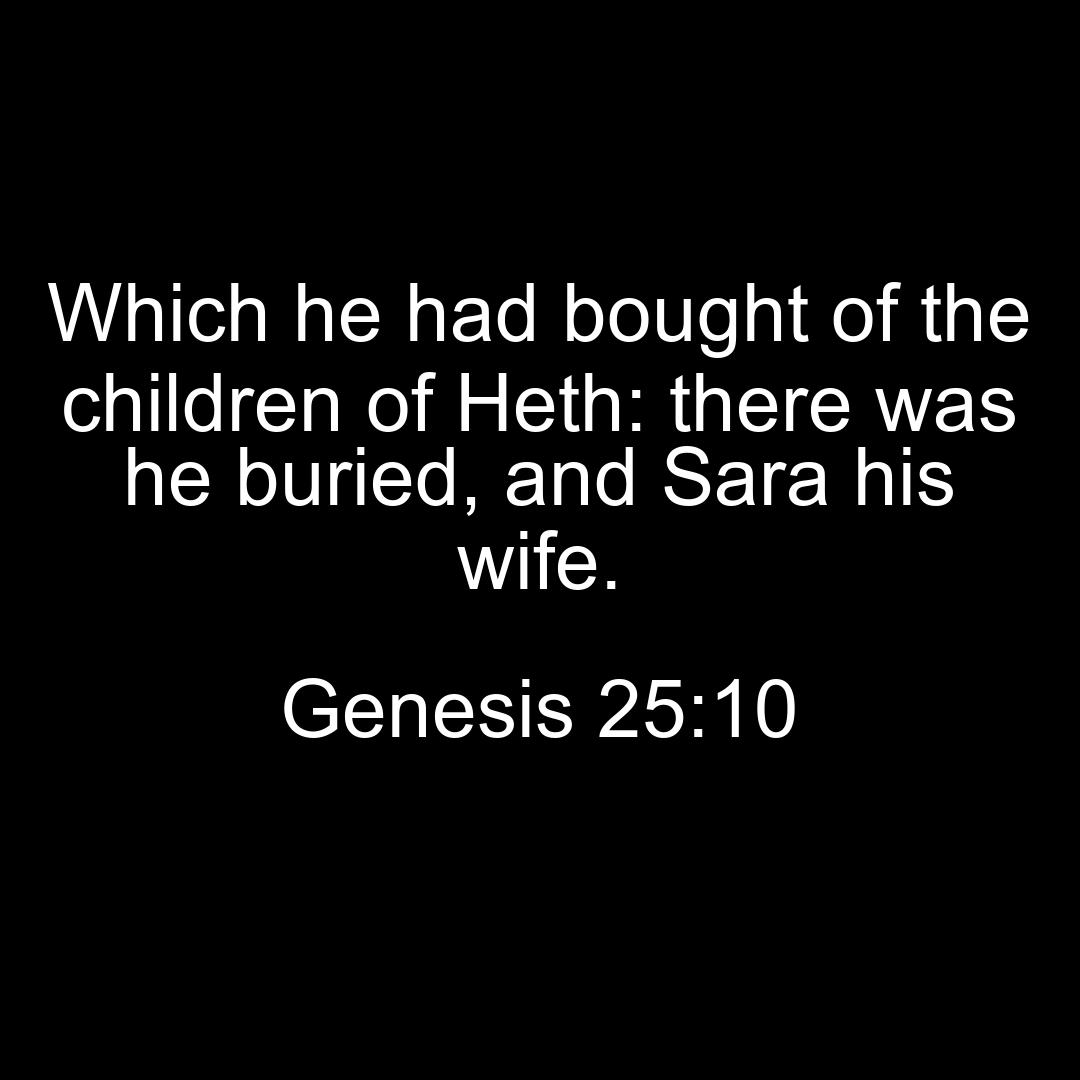 Which he had bought of the
children of Heth: there was
he buried, and Sara his
wife.
Genesis 25:10